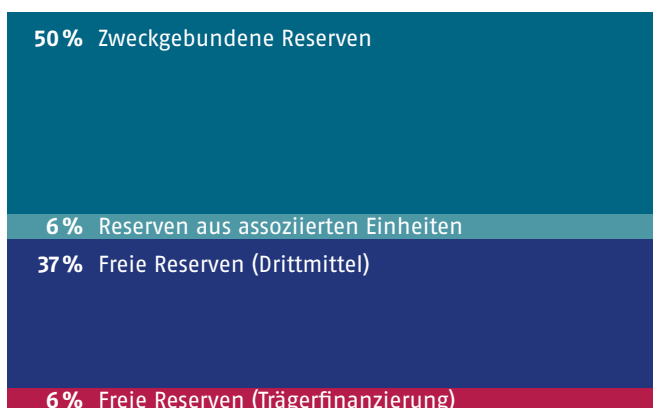 50 % Zweckgebundene Reserven
6 % Reserven aus assoziierten Einheiten
37 % Freie Reserven (Drittmittel)
6 % Freie Reserven (Trägerfinanzierung)